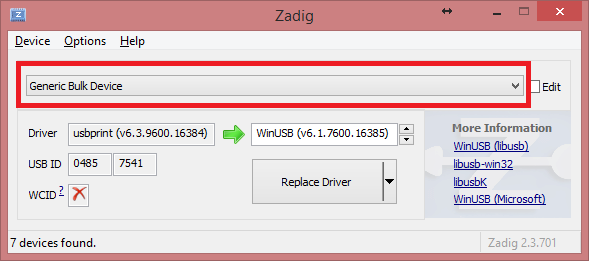 Zadig
Device Options Help
Generic Bulk Device
Edit
Driver usbprint (v6.3.9600.16384) WinUSB (v6.1.7600.16385)
USB ID 0485 7541
WCID ?
Replace Driver
More Information
WinUSB (libusb)
libusb-win32
libusbK
WinUSB (Microsoft)
7 devices found.
Zadig 2.3.701